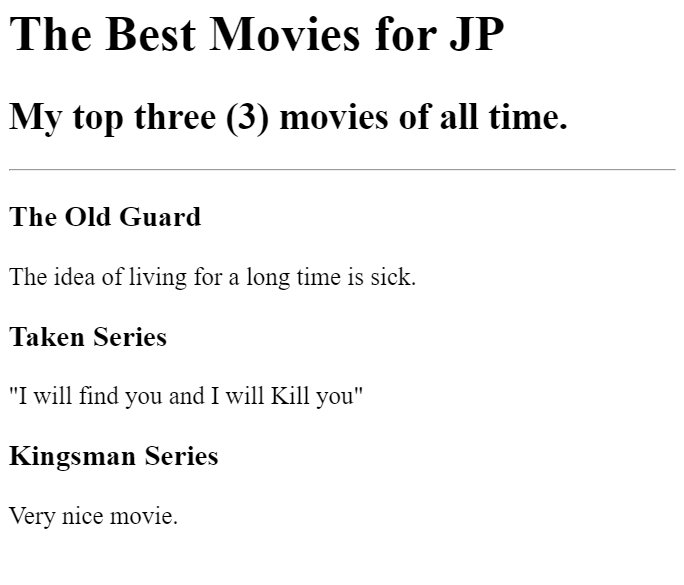 The Best Movies for JP
My top three (3) movies of all time.
The Old Guard
The idea of living for a long time is sick.
Taken Series
"I will find you and I will Kill you"
Kingsman Series
Very nice movie.